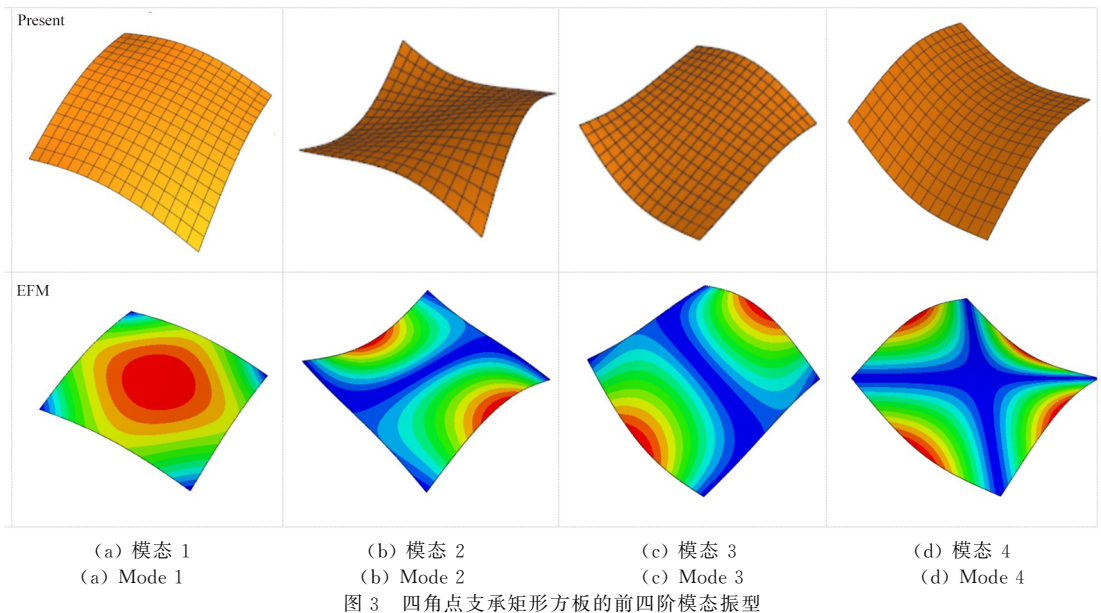 Present
EFM
(a) 模态 1
(b) 模态 2
(c) 模态 3
(d) 模态 4
(a) Mode 1
(b) Mode 2
(c) Mode 3
(d) Mode 4
图 3 四角点支承矩形方板的前四阶模态振型